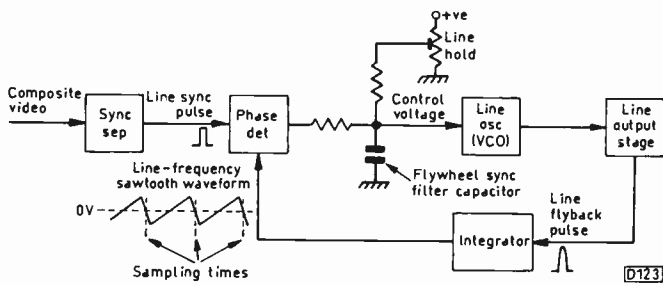 +ve
Line
hold
Composite
video
Line sync
pulse
Sync
sep
Phase
det
Control
voltage
Line
osc
(VCO)
Line
output
stage
Line-frequency
sawtooth waveform
0V
Flywheel sync
filter capacitor
Line
flyback
pulse
Integrator
Sampling times
D123